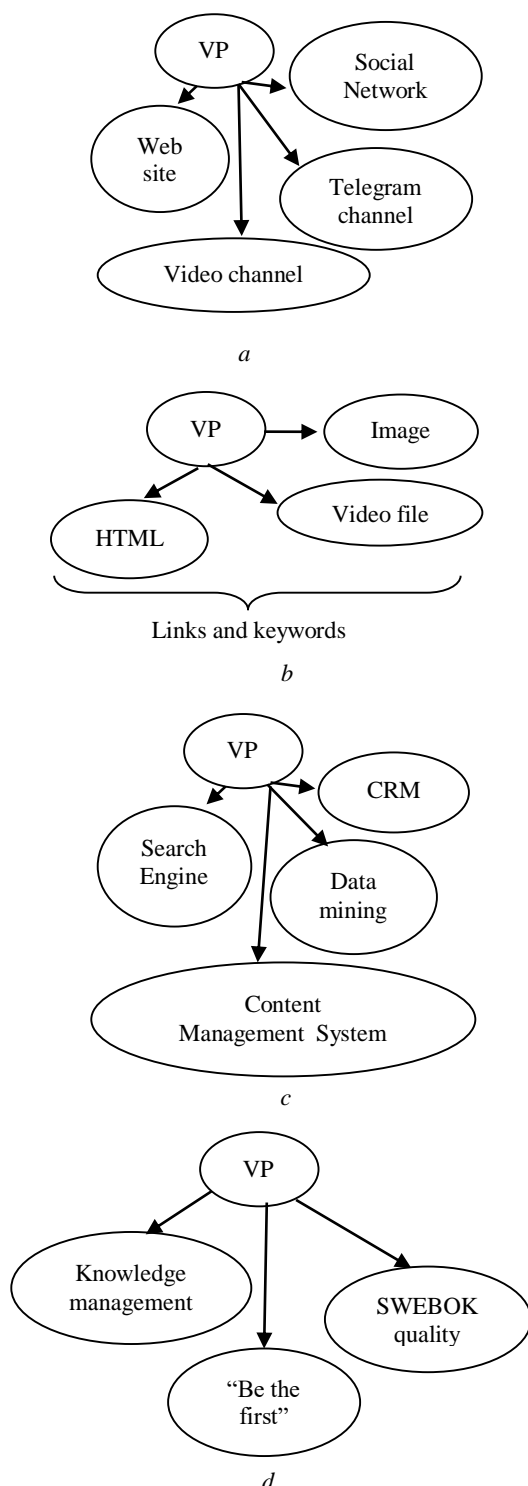 VP
Social
Network
Web
site
Telegram
channel
Video channel
a
VP
Image
Video file
HTML
Links and keywords
b
VP
CRM
Search
Engine
Data
mining
Content
Management System
c
VP
Knowledge
management
SWEBOK
quality
“Be the
first”
d